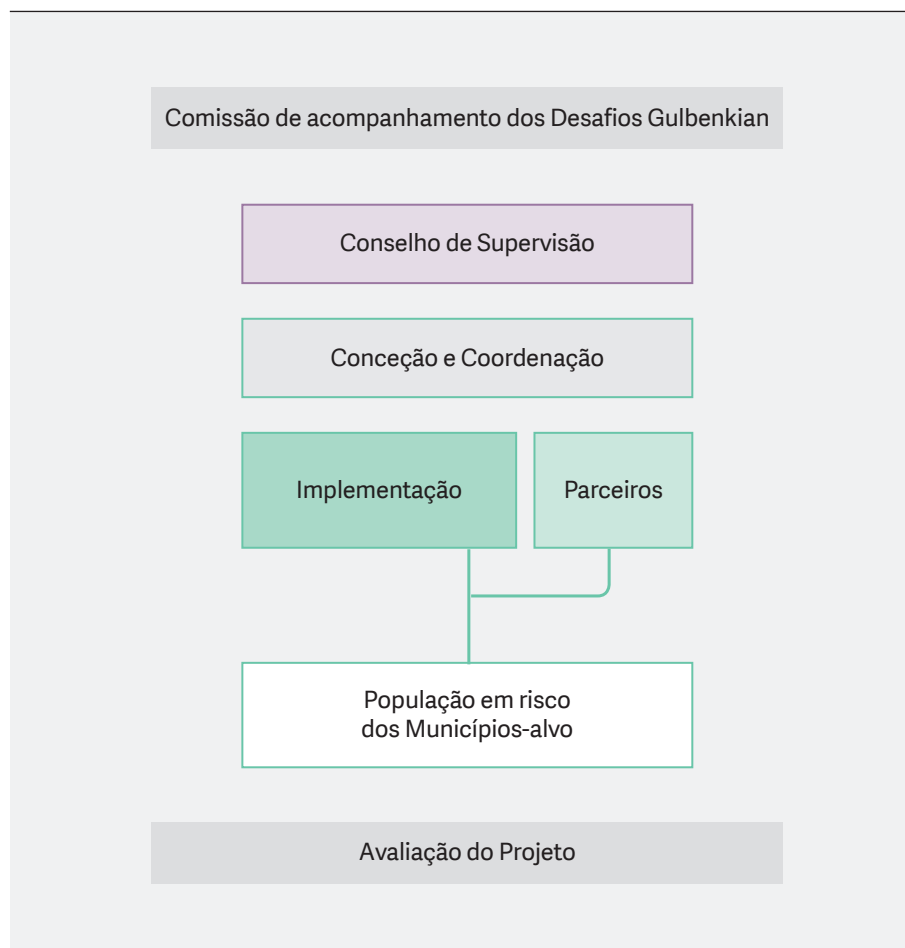 Comissão de acompanhamento dos Desafios Gulbenkian
Conselho de Supervisão
Conceção e Coordenação
Implementação
Parceiros
População em risco
dos Municípios-alvo
Avaliação do Projeto